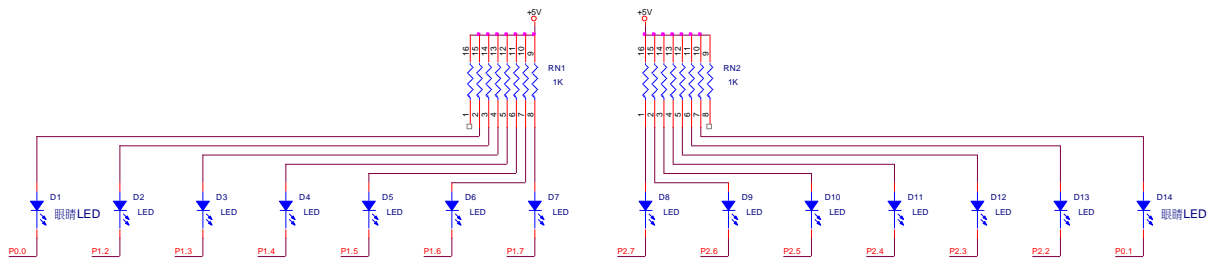 +5V
+5V
16 15 14 13 12 11 10 9
16 15 14 13 12 11 10 9
RN1
1K
RN2
1K
1 2 3 4 5 6 7 8
1 2 3 4 5 6 7 8
D1
眼睛LED
D2
LED
D3
LED
D4
LED
D5
LED
D6
LED
D7
LED
D8
LED
D9
LED
D10
LED
D11
LED
D12
LED
D13
LED
D14
眼睛LED
P0.0
P1.2
P1.3
P1.4
P1.5
P1.6
P1.7
P2.7
P2.6
P2.5
P2.4
P2.3
P2.2
P0.1